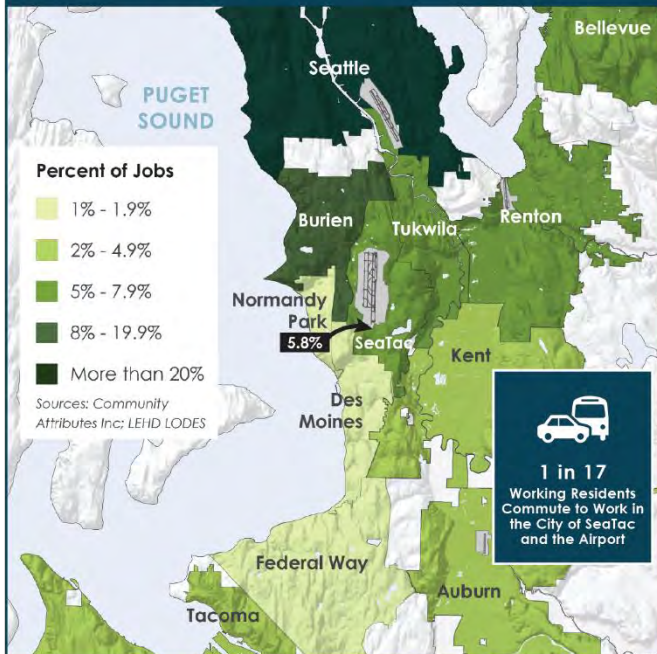 Bellevue
Seattle
PUGET
SOUND
Percent of Jobs
1% - 1.9%
2% - 4.9%
5% - 7.9%
8% - 19.9%
More than 20%
Sources: Community
Attributes Inc; LEHD LODES
Burien
Tukwila
Renton
Normandy
Park
5.8%
SeaTac
Kent
Des
Moines
1 in 17
Working Residents
Commute to Work in
the City of SeaTac
and the Airport
Federal Way
Auburn
Tacoma